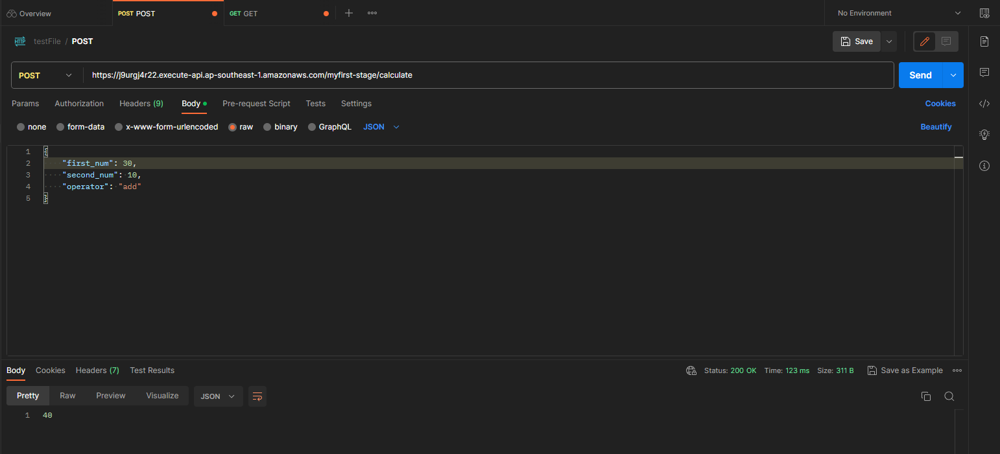 Overview
POST POST
GET GET
No Environment
HTTP
testFile / POST
Save
POST
https://j9urgj4r22.execute-api.ap-southeast-1.amazonaws.com/myfirst-stage/calculate
Send
Params Authorization Headers (9) Body Pre-request Script Tests Settings
Cookies
none form-data x-www-form-urlencoded raw binary GraphQL JSON
Beautify
1 {
2 "first_num": 30,
3 "second_num": 10,
4 "operator": "add"
5 }
Body Cookies Headers (7) Test Results
Status: 200 OK Time: 123 ms Size: 311 B Save as Example
Pretty Raw Preview Visualize JSON
1 40